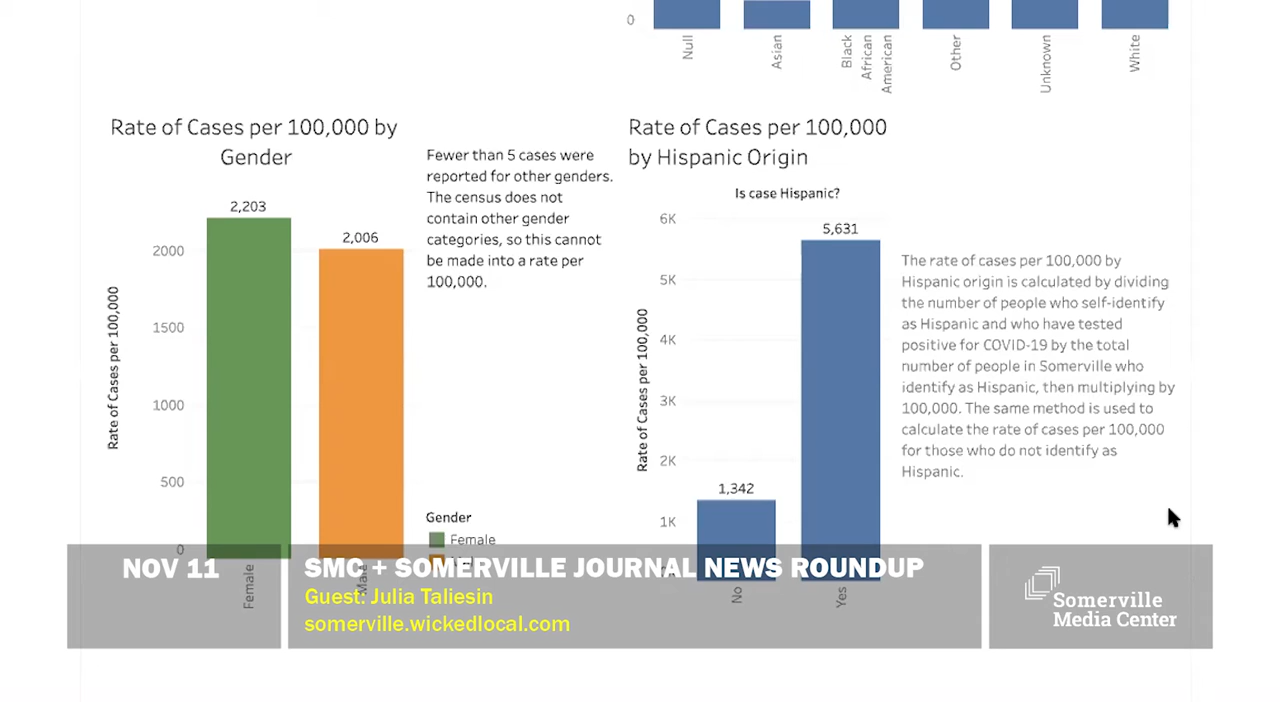 0
Null
Asian
Black
African
American
Other
Unknown
White
Rate of Cases per 100,000 by
Gender
Fewer than 5 cases were
reported for other genders.
The census does not
contain other gender
categories, so this cannot
be made into a rate per
100,000.
2,203
2,006
2000
1500
1000
500
0
Rate of Cases per 100,000
Female
Male
Gender
Female
Rate of Cases per 100,000
by Hispanic Origin
Is case Hispanic?
6K
5K
4K
3K
2K
1K
5,631
1,342
Rate of Cases per 100,000
No
Yes
The rate of cases per 100,000 by
Hispanic origin is calculated by dividing
the number of people who self-identify
as Hispanic and who have tested
positive for COVID-19 by the total
number of people in Somerville who
identify as Hispanic, then multiplying by
100,000. The same method is used to
calculate the rate of cases per 100,000
for those who do not identify as
Hispanic.
NOV 11
SMC + SOMERVILLE JOURNAL NEWS ROUNDUP
Guest: Julia Taliesin
somerville.wickedlocal.com
Somerville
Media Center